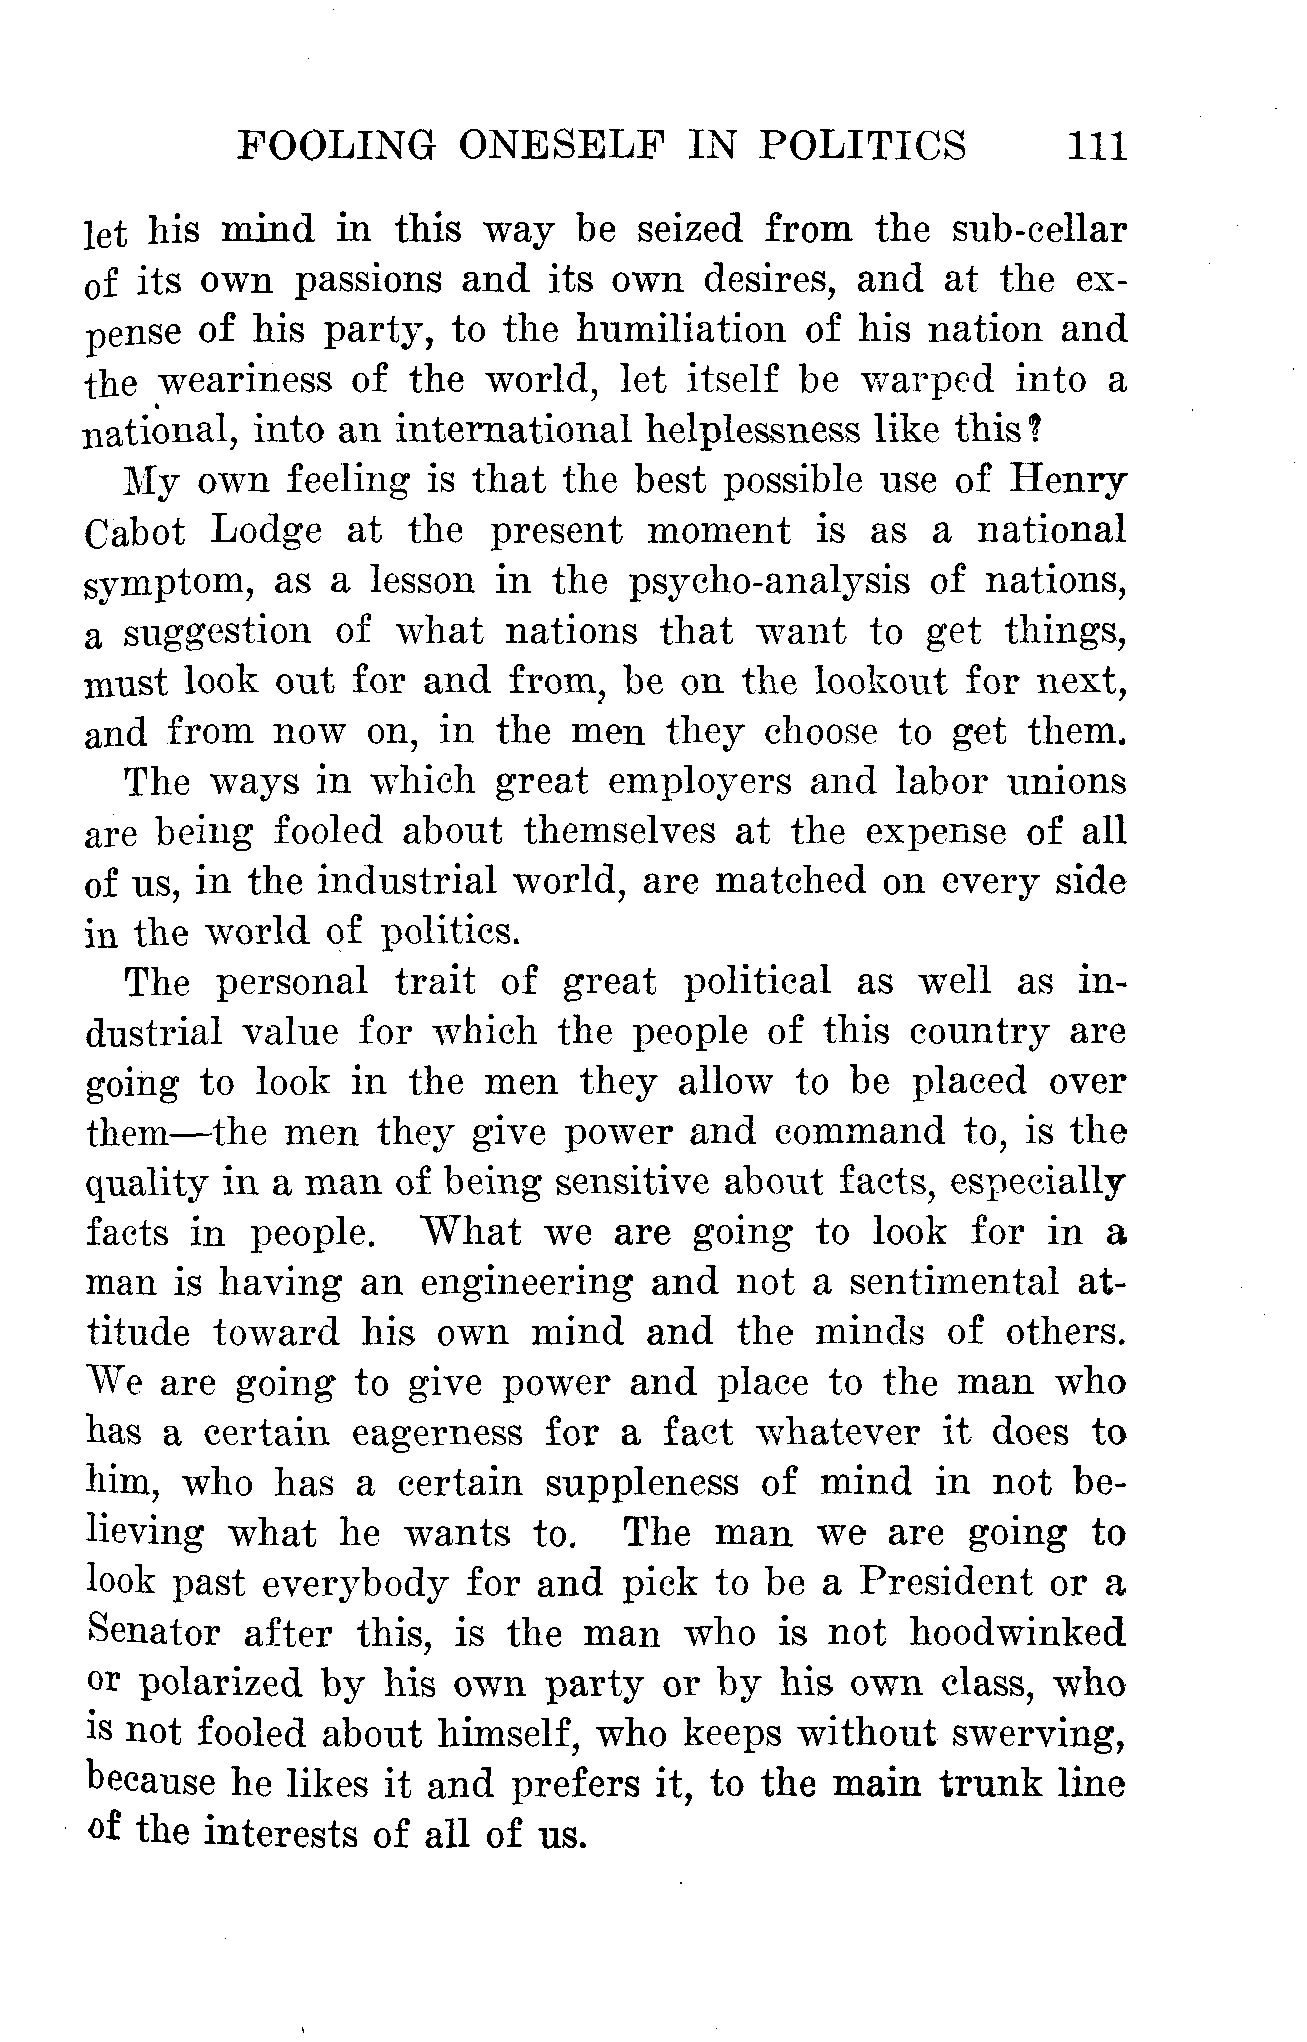 FOOLING ONESELF IN POLITICS 111
let his mind in this way be seized from the sub-cellar
of its own passions and its own desires, and at the ex-
pense of his party, to the humiliation of his nation and
the weariness of the world, let itself be warped into a
national, into an international helplessness like this?
My own feeling is that the best possible use of Henry
Cabot Lodge at the present moment is as a national
symptom, as a lesson in the psycho-analysis of nations,
a suggestion of what nations that want to get things,
must look out for and from, be on the lookout for next,
and from now on, in the men they choose to get them.
The ways in which great employers and labor unions
are being fooled about themselves at the expense of all
of us, in the industrial world, are matched on every side
in the world of politics.
The personal trait of great political as well as in-
dustrial value for which the people of this country are
going to look in the men they allow to be placed over
them—the men they give power and command to, is the
quality in a man of being sensitive about facts, especially
facts in people. What we are going to look for in a
man is having an engineering and not a sentimental at-
titude toward his own mind and the minds of others.
We are going to give power and place to the man who
has a certain eagerness for a fact whatever it does to
him, who has a certain suppleness of mind in not be-
lieving what he wants to. The man we are going to
look past everybody for and pick to be a President or a
Senator after this, is the man who is not hoodwinked
or polarized by his own party or by his own class, who
is not fooled about himself, who keeps without swerving,
because he likes it and prefers it, to the main trunk line
of the interests of all of us.